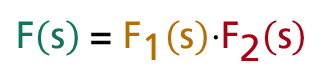 F(s) = F₁(s)·F₂(s)